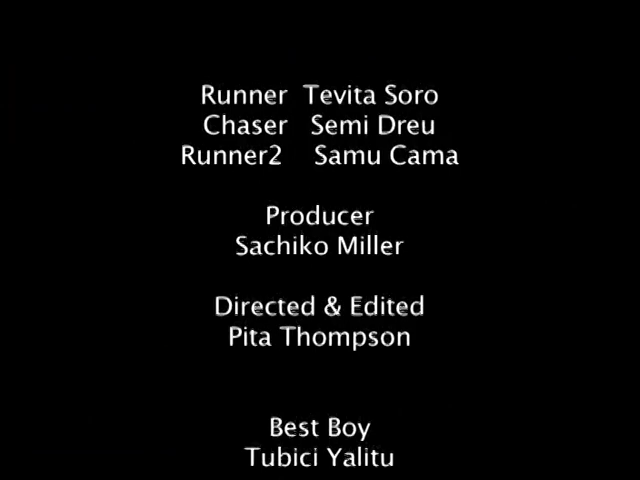 Runner Tevita Soro
Chaser Semi Dreu
Runner2 Samu Cama
Producer
Sachiko Miller
Directed & Edited
Pita Thompson
Best Boy
Tubici Yalitu